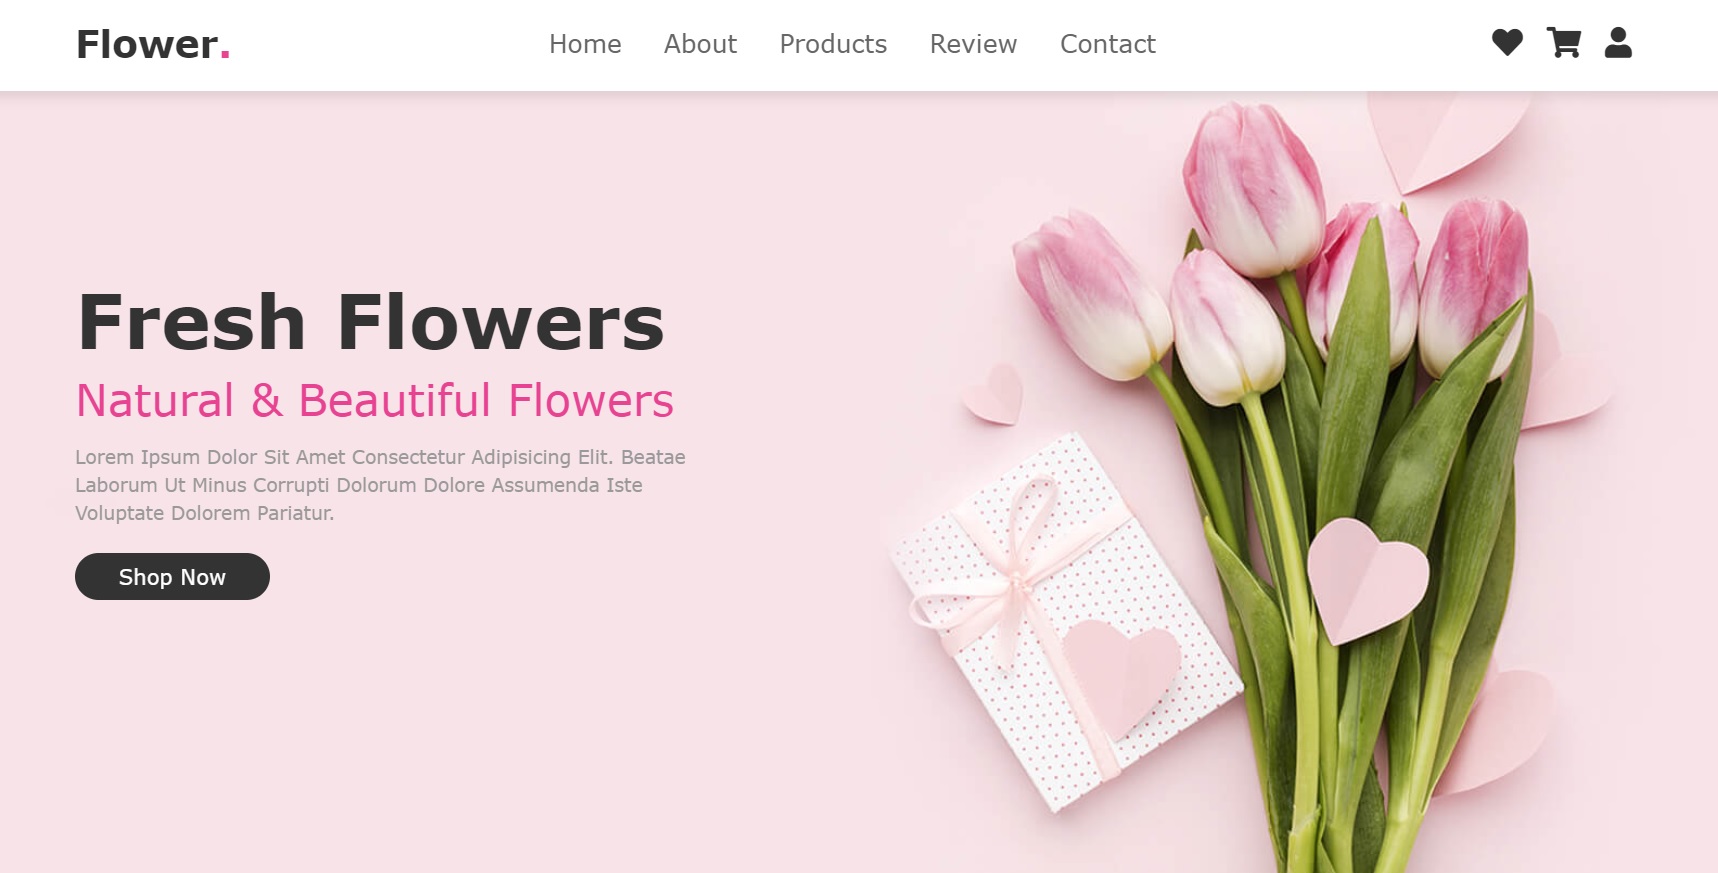 Flower.
Home About Products Review Contact
Fresh Flowers
Natural & Beautiful Flowers
Lorem Ipsum Dolor Sit Amet Consectetur Adipisicing Elit. Beatae
Laborum Ut Minus Corrupti Dolorum Dolore Assumenda Iste
Voluptate Dolorem Pariatur.
Shop Now